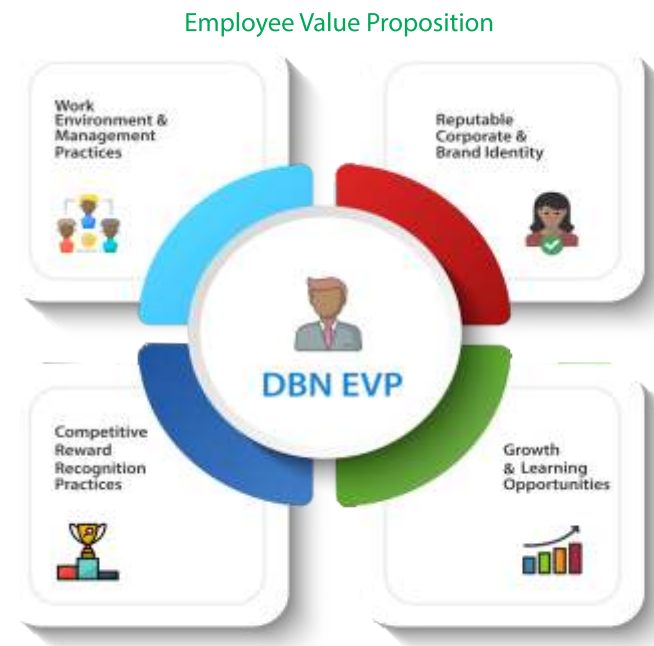 Employee Value Proposition
Work
Environment &
Management
Practices
Reputable
Corporate &
Brand Identity
DBN EVP
Competitive
Reward
Recognition
Practices
Growth
& Learning
Opportunities